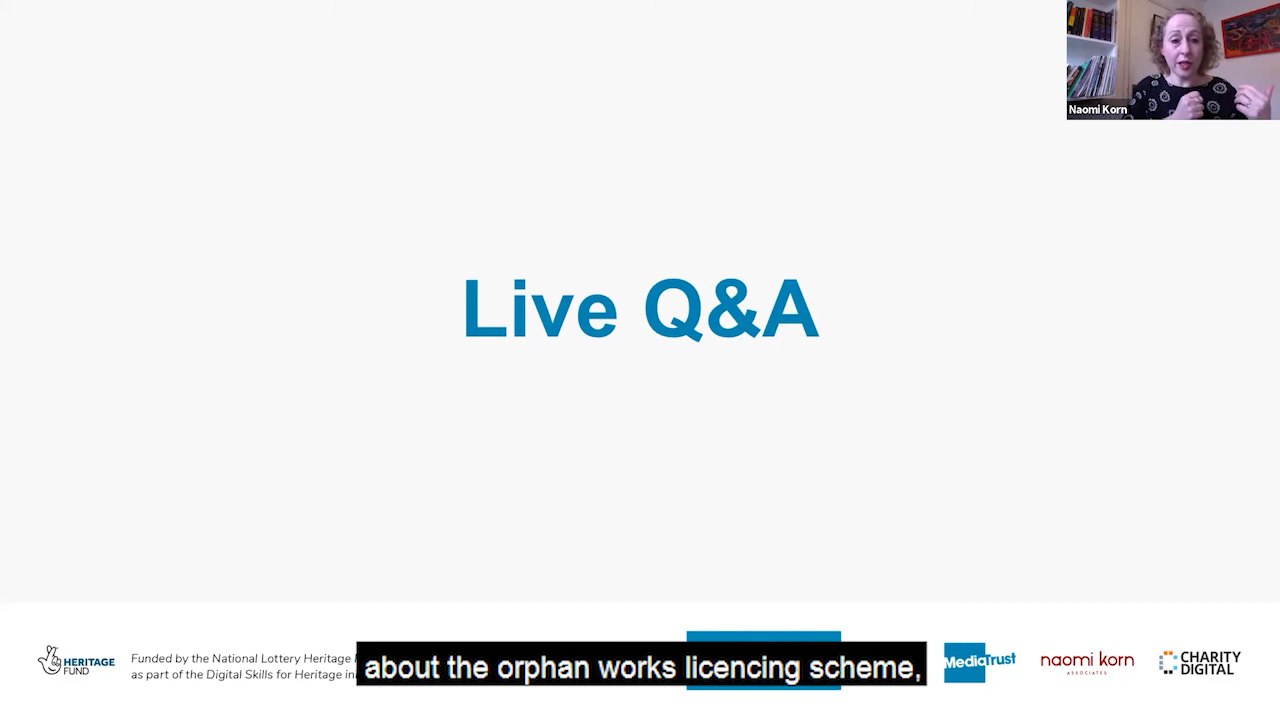 Naomi Korn
Live Q&A
HERITAGE
FUND
Funded by the National Lottery Heritage
as part of the Digital Skills for Heritage
about the orphan works licencing scheme,
MediaTrust
naomi korn
ASSOCIATES
CHARITY
DIGITAL